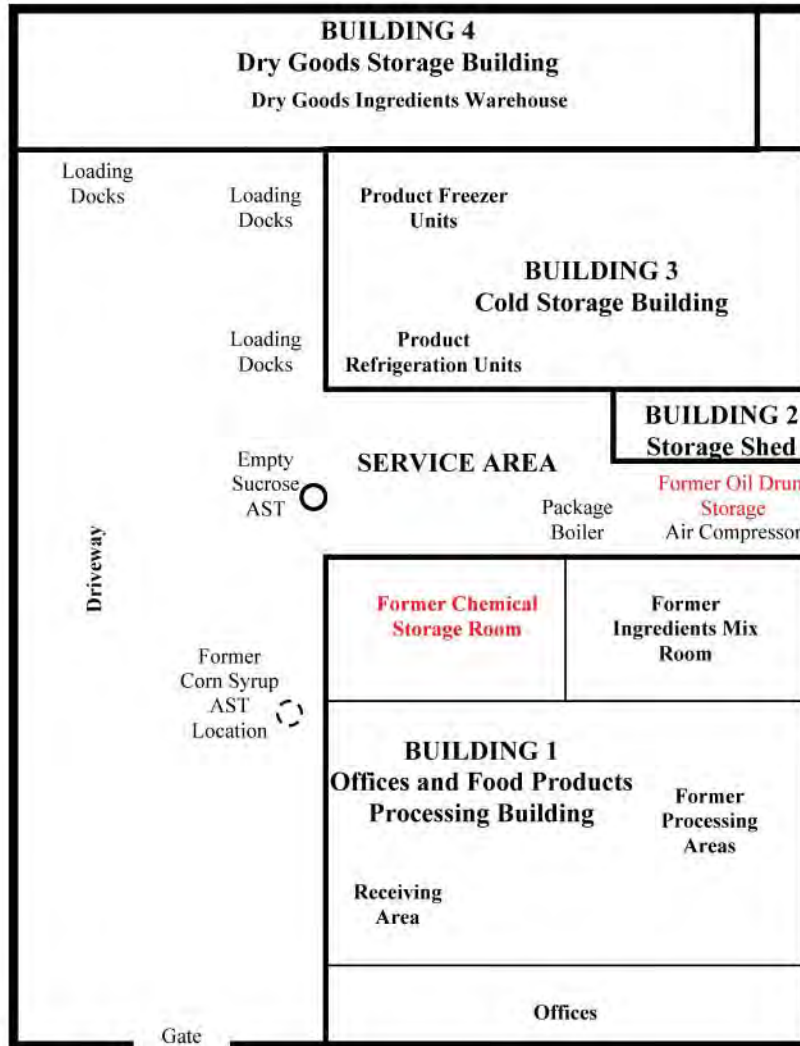 BUILDING 4
Dry Goods Storage Building
Dry Goods Ingredients Warehouse
Loading
Docks
Loading
Docks
Product Freezer
Units
BUILDING 3
Cold Storage Building
Loading
Docks
Product
Refrigeration Units
BUILDING 2
Storage Shed
Empty
Sucrose
AST
SERVICE AREA
Former Oil Drum
Storage
Package
Boiler
Air Compressor
Driveway
Former Chemical
Storage Room
Former
Ingredients Mix
Room
Former
Corn Syrup
AST
Location
BUILDING 1
Offices and Food Products
Processing Building
Former
Processing
Areas
Receiving
Area
Offices
Gate